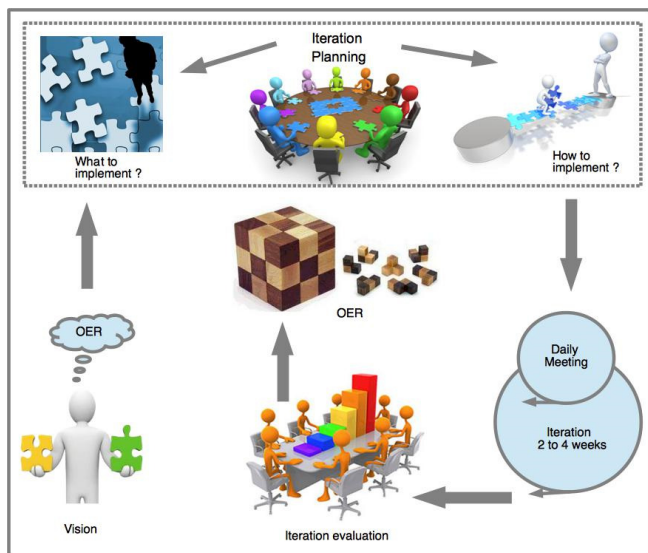 Iteration
Planning
What to
implement ?
How to
implement ?
OER
OER
Daily
Meeting
Iteration
2 to 4 weeks
Vision
Iteration evaluation